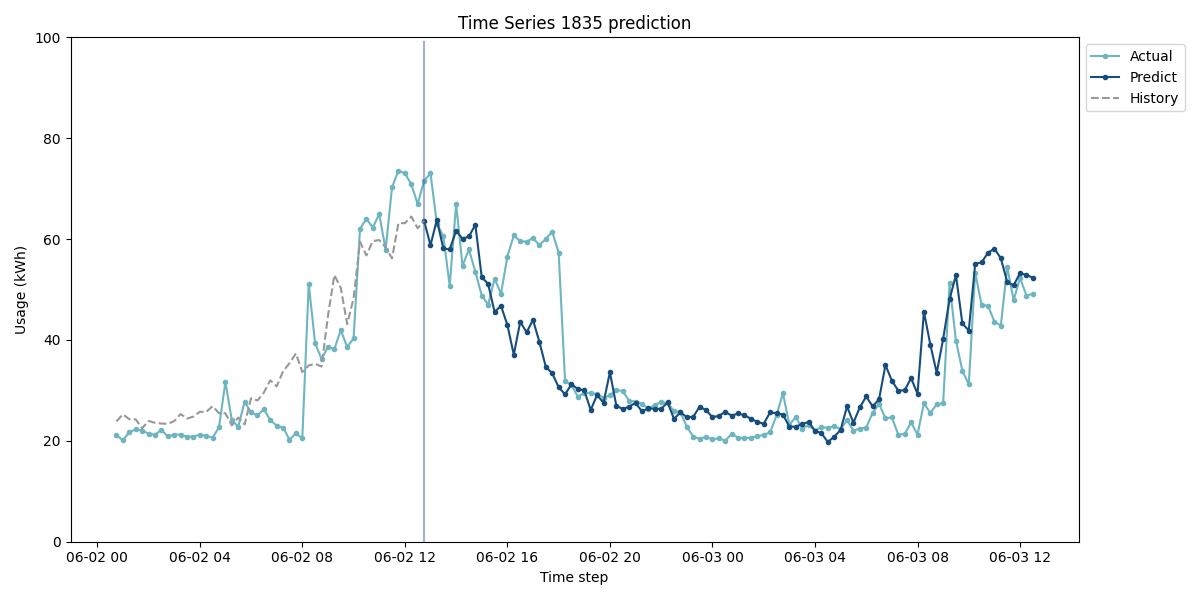 Time Series 1835 prediction
100
80
60
40
20
0
Usage (kWh)
06-02 00
06-02 04
06-02 08
06-02 12
06-02 16
06-02 20
06-03 00
06-03 04
06-03 08
06-03 12
Time step
Actual
Predict
History